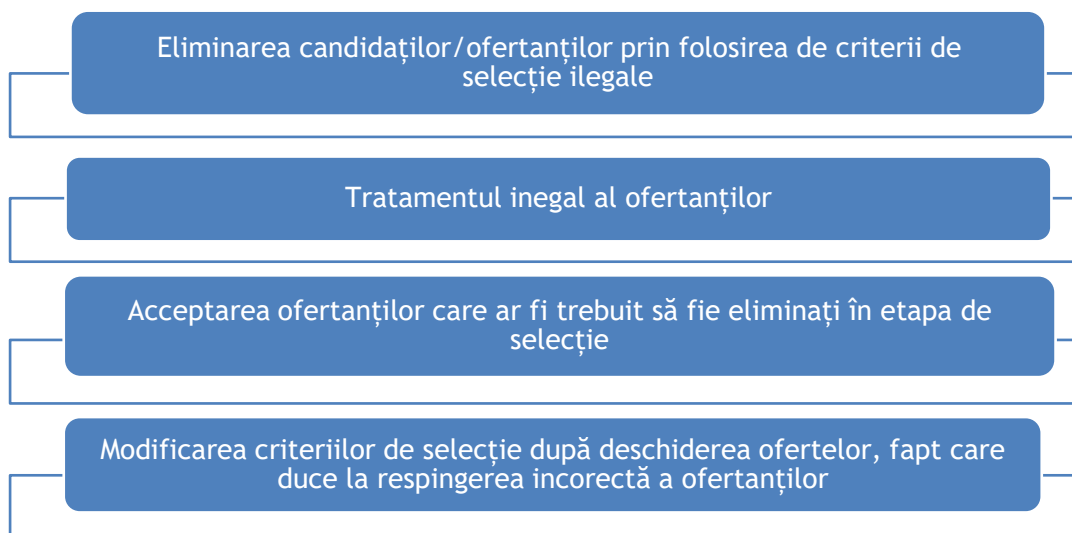 Eliminarea candidaților/ofertanților prin folosirea de criterii de
selecție ilegale
Tratamentul inegal al ofertanților
Acceptarea ofertanților care ar fi trebuit să fie eliminați în etapa de
selecție
Modificarea criteriilor de selecție după deschiderea ofertelor, fapt care
duce la respingerea incorectă a ofertanților